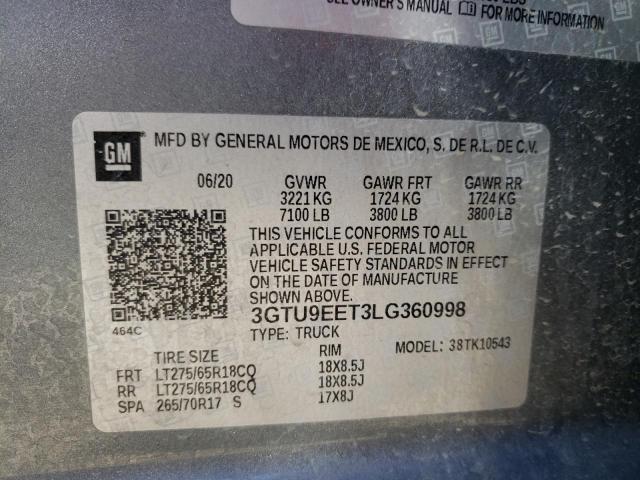 SEE OWNER'S MANUAL FOR MORE INFORMATION
GM
MFD BY GENERAL MOTORS DE MEXICO, S. DE R.L. DE C.V.
06/20 GVWR GAWR FRT GAWR RR
3221 KG 1724 KG 1724 KG
7100 LB 3800 LB 3800 LB
THIS VEHICLE CONFORMS TO ALL
APPLICABLE U.S. FEDERAL MOTOR
VEHICLE SAFETY STANDARDS IN EFFECT
ON THE DATE OF MANUFACTURE
SHOWN ABOVE.
464C
3GTU9EET3LG360998
TYPE: TRUCK
MODEL: 38TK10543
TIRE SIZE RIM
FRT LT275/65R18CQ 18X8.5J
RR LT275/65R18CQ 18X8.5J
SPA 265/70R17 S 17X8J